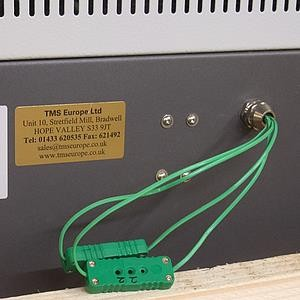 TMS Europe Ltd
Unit 10, Stretfield Mill, Bradwell
HOPE VALLEY S33 9JT
Tel: 01433 620535 Fax: 621492
sales@tmseurope.co.uk
www.tmseurope.co.uk